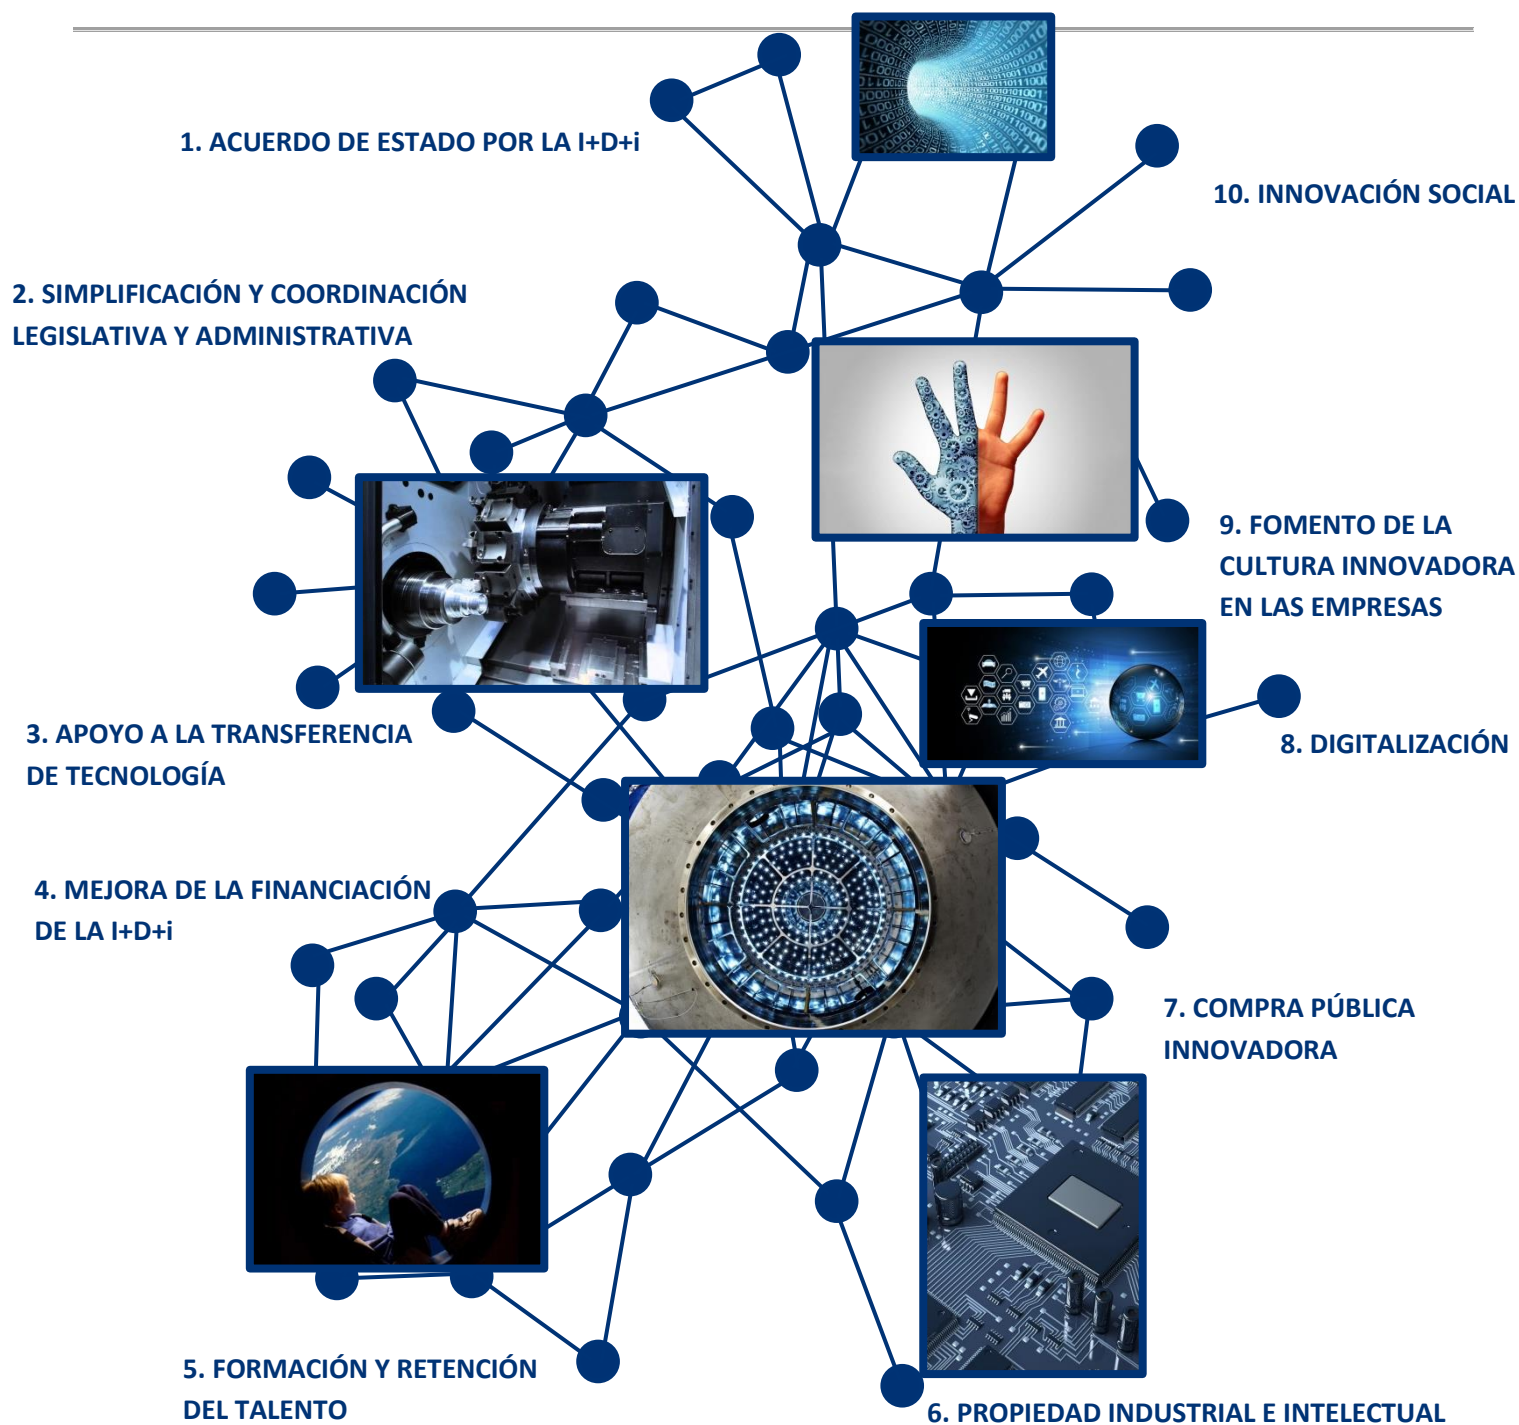 1. ACUERDO DE ESTADO POR LA I+D+i
2. SIMPLIFICACIÓN Y COORDINACIÓN
LEGISLATIVA Y ADMINISTRATIVA
3. APOYO A LA TRANSFERENCIA
DE TECNOLOGÍA
4. MEJORA DE LA FINANCIACIÓN
DE LA I+D+i
5. FORMACIÓN Y RETENCIÓN
DEL TALENTO
6. PROPIEDAD INDUSTRIAL E INTELECTUAL
7. COMPRA PÚBLICA
INNOVADORA
8. DIGITALIZACIÓN
9. FOMENTO DE LA
CULTURA INNOVADORA
EN LAS EMPRESAS
10. INNOVACIÓN SOCIAL